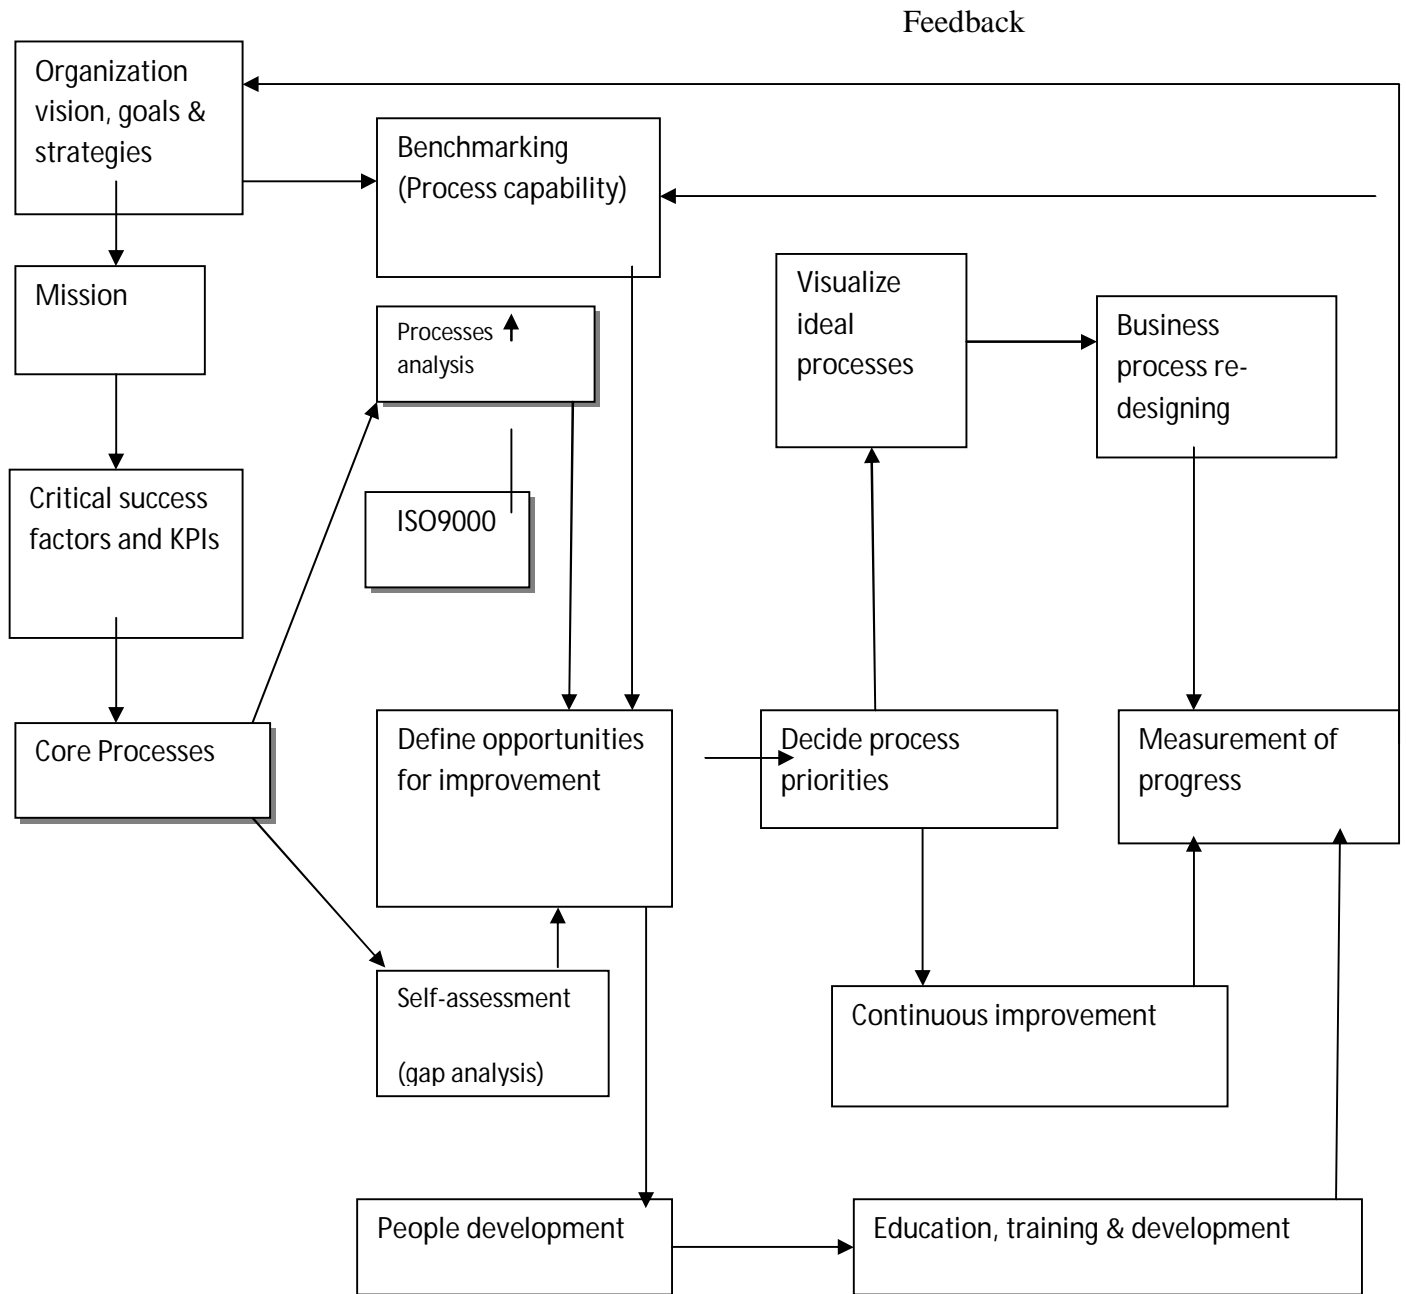 Feedback
Organization
vision, goals &
strategies
Benchmarking
(Process capability)
Mission
Processes
analysis
Visualize
ideal
processes
Business
process re-
designing
Critical success
factors and KPIs
ISO9000
Core Processes
Define opportunities
for improvement
Decide process
priorities
Measurement of
progress
Self-assessment
(gap analysis)
Continuous improvement
People development
Education, training & development